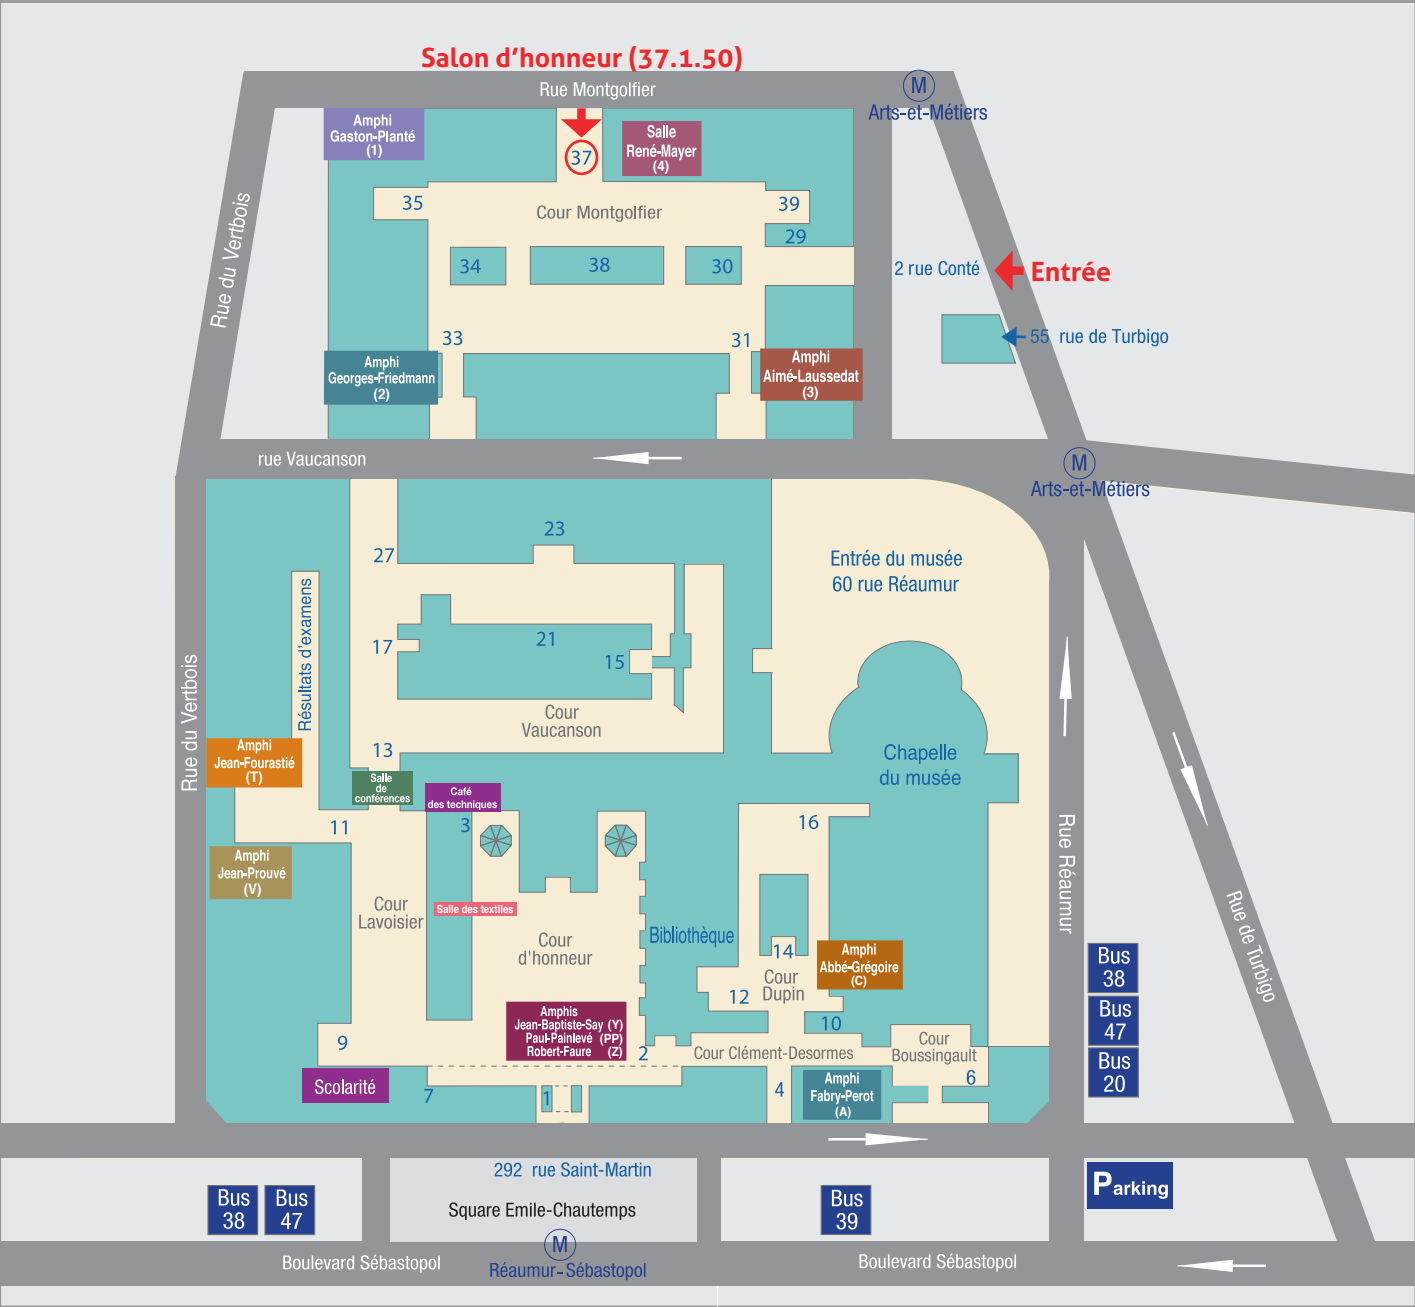 Salon d'honneur (37.1.50)
Rue Montgolfier
M
Arts-et-Métiers
Amphi
Gaston-Planté
(1)
37
Salle
René-Mayer
(4)
35
Cour Montgolfier
39
29
Rue du Vertbois
34
38
30
2 rue Conté
Entrée
33
31
55 rue de Turbigo
Amphi
Georges-Friedmann
(2)
Amphi
Aimé-Laussedat
(3)
rue Vaucanson
M
Arts-et-Métiers
23
27
Entrée du musée
60 rue Réaumur
Résultats d'examens
17
21
15
Cour
Vaucanson
Rue du Vertbois
13
Chapelle
du musée
Amphi
Jean-Fourastié
(T)
Salle
de
conférences
Café
des techniques
11
3
16
Rue Réaumur
Amphi
Jean-Prouvé
(V)
Cour
Lavoisier
Salle des textiles
Cour
d'honneur
Bibliothèque
14
Amphi
Abbé-Grégoire
(C)
Cour
Dupin
12
10
Rue de Turbigo
Bus
38
Bus
47
Bus
20
Amphis
Jean-Baptiste-Say (Y)
Paul-Painlevé (PP)
Robert-Faure (Z)
9
2
Cour Clément-Desormes
Cour
Boussingault
6
Scolarité
7
1
4
Amphi
Fabry-Perot
(A)
292 rue Saint-Martin
Square Emile-Chautemps
Bus
38
Bus
47
Bus
39
Parking
M
Réaumur-Sébastopol
Boulevard Sébastopol
Boulevard Sébastopol